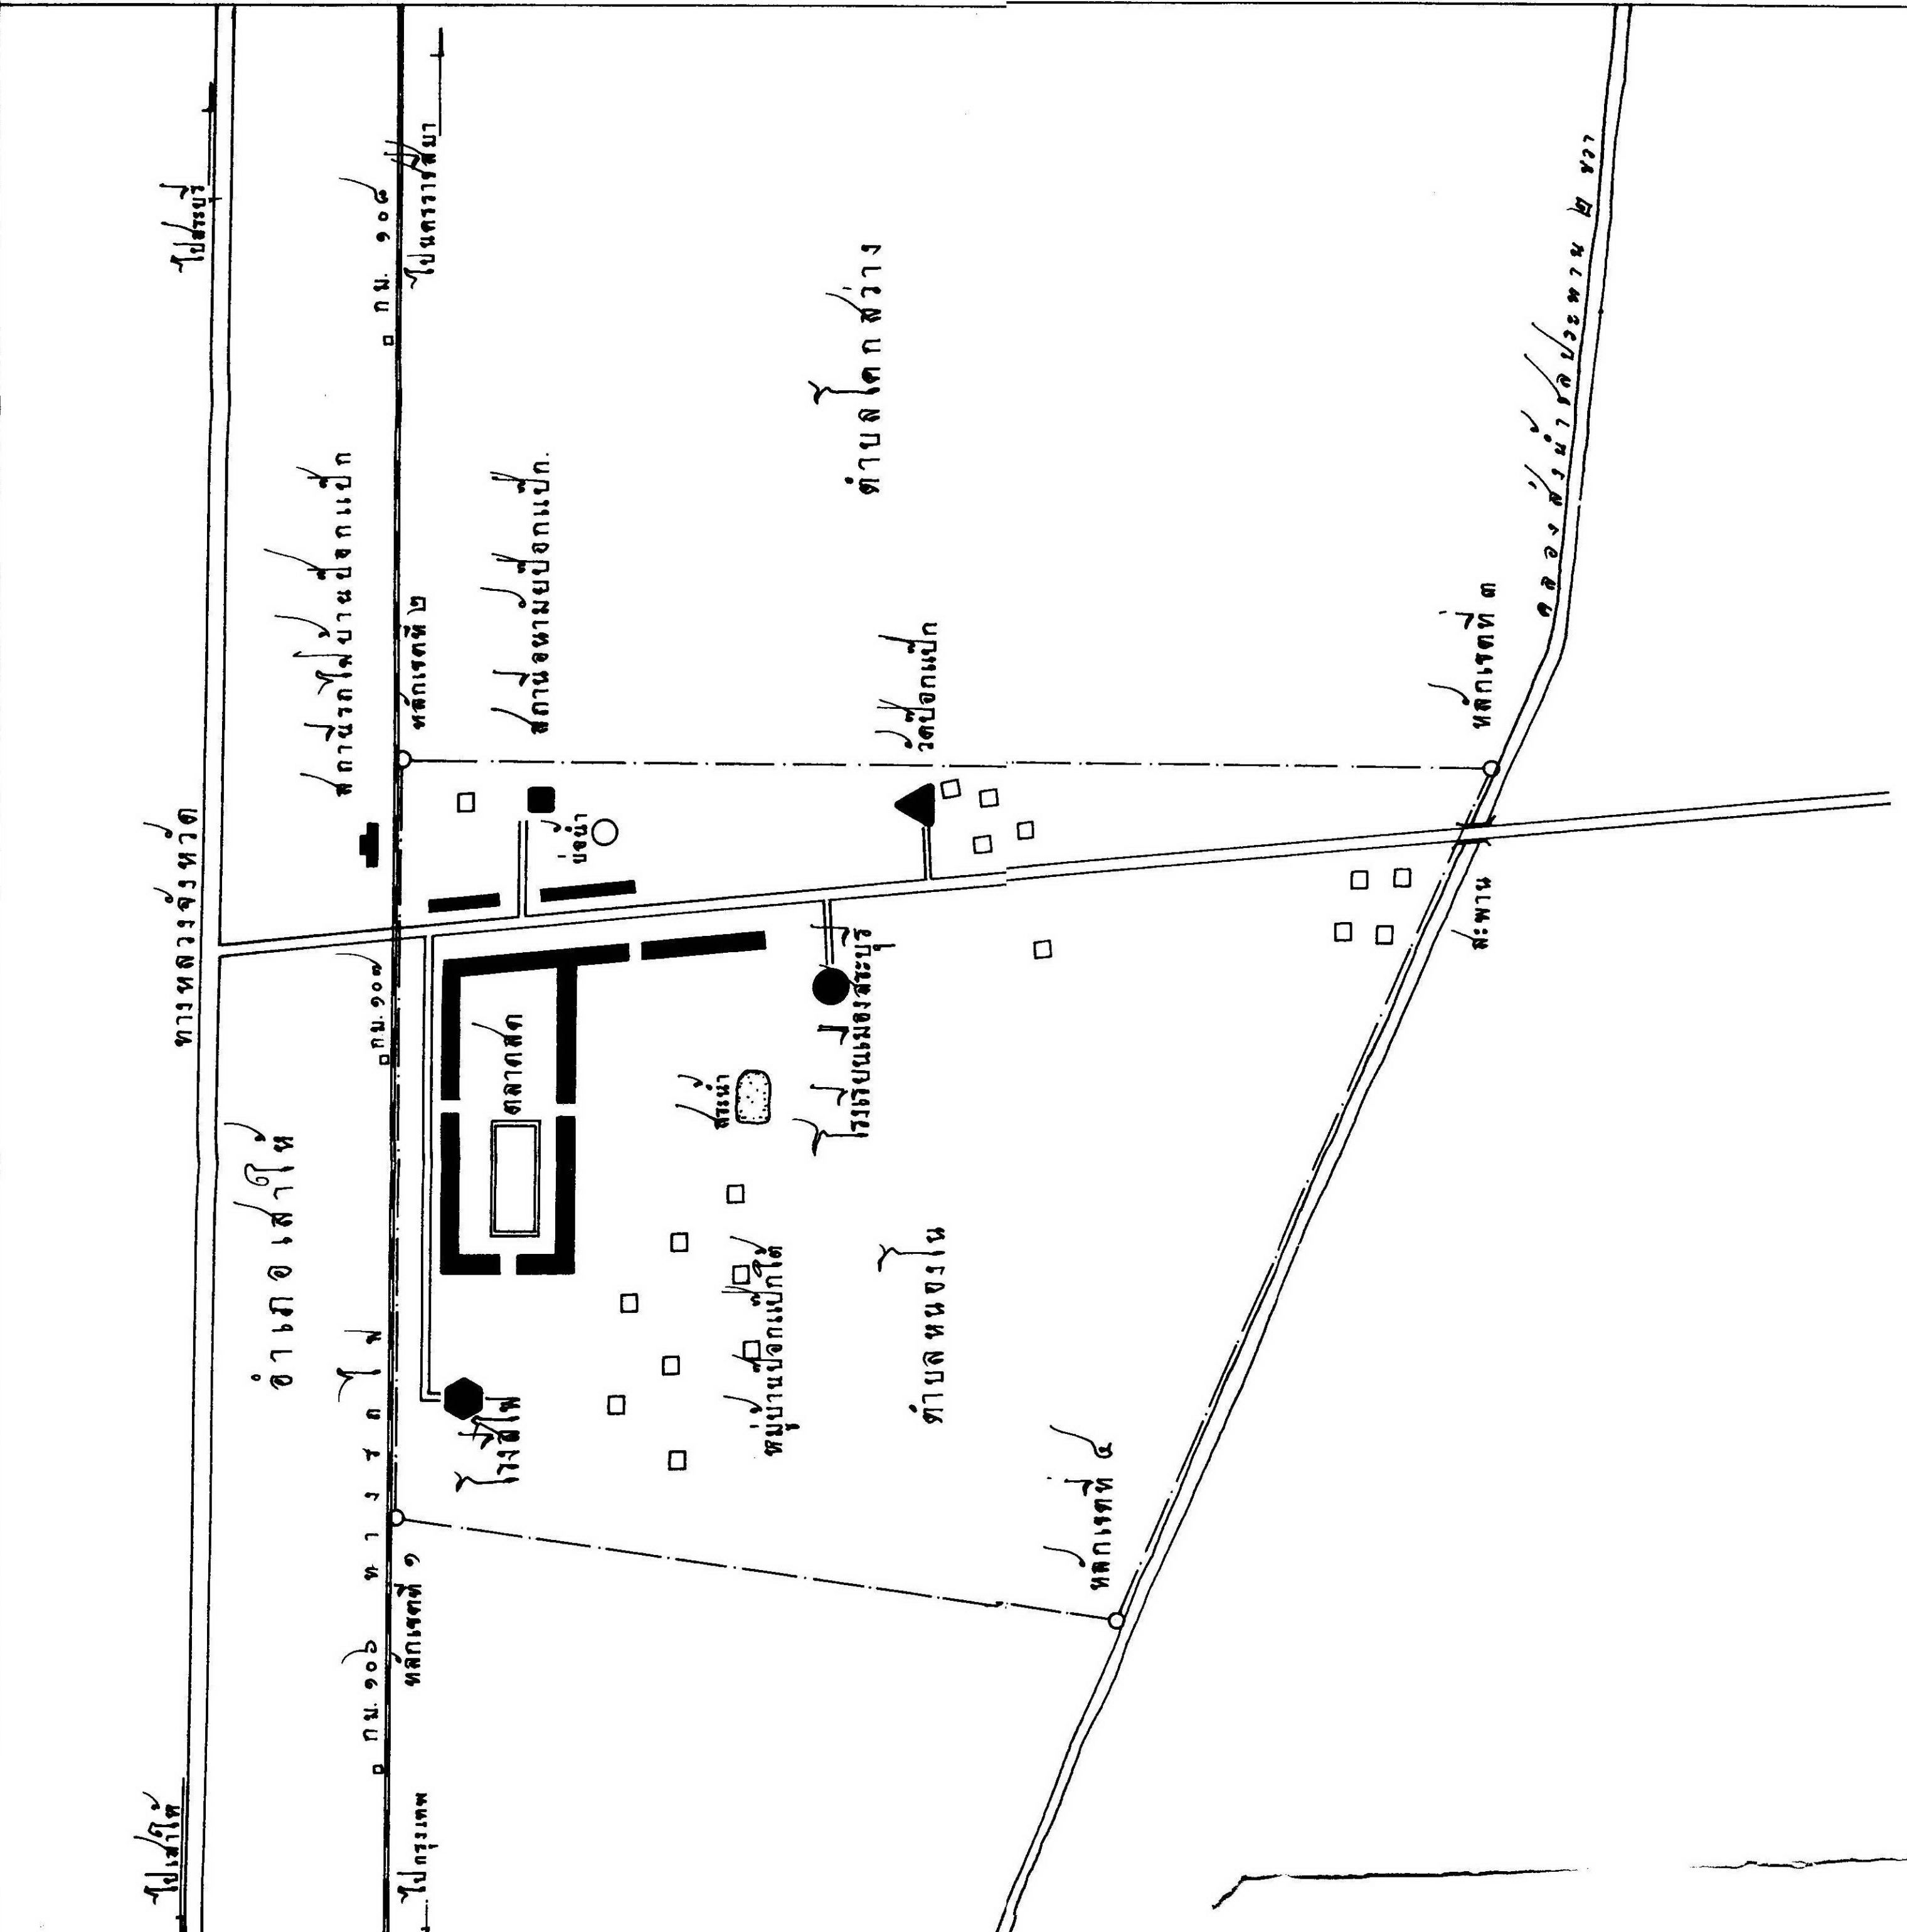 ไปสระบุรี
ทางหลวงจังหวัด
ไปเสาไห้
อำเภอเสาไห้
ไปนครราชสีมา
กม. ๑๐๘
สถานีรถไฟบ้านป๊อกแป๊ก
หลักเขตที่ ๒
กม. ๑๐๗
ทางรถไฟ
หลักเขตที่ ๑
กม. ๑๐๖
ไปกรุงเทพ
สถานีอนามัยป๊อกแป๊ก
บ่อน้ำ
ตลาดสด
โรงสีไฟ
ตำบลโคกสว่าง
วัดป๊อกแป๊ก
โรงเรียนเมืองสระบุรี
สระน้ำ
หมู่บ้านป๊อกแป๊กใต้
ตำบลหนองโน
หลักเขตที่ ๓
หลักเขตที่ ๔
สะพาน
คลองส่งน้ำชลประทาน ๒ ขวา